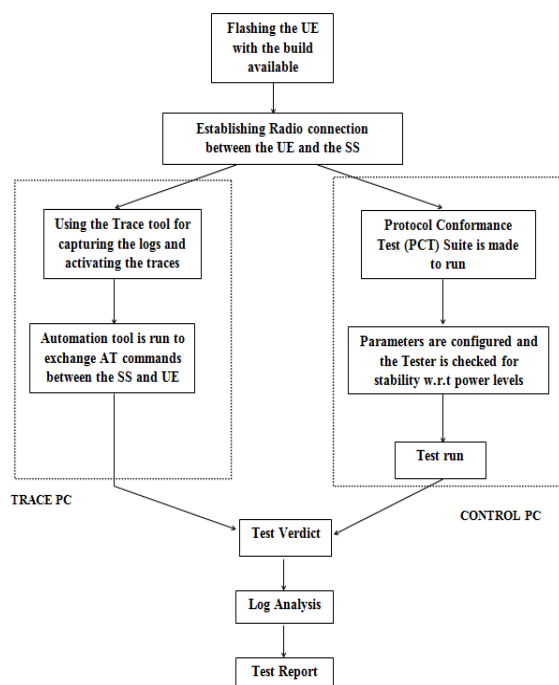 Flashing the UE
with the build
available
Establishing Radio connection
between the UE and the SS
Using the Trace tool for
capturing the logs and
activating the traces
Automation tool is run to
exchange AT commands
between the SS and UE
TRACE PC
Protocol Conformance
Test (PCT) Suite is made
to run
Parameters are configured and
the Tester is checked for
stability w.r.t power levels
Test run
CONTROL PC
Test Verdict
Log Analysis
Test Report